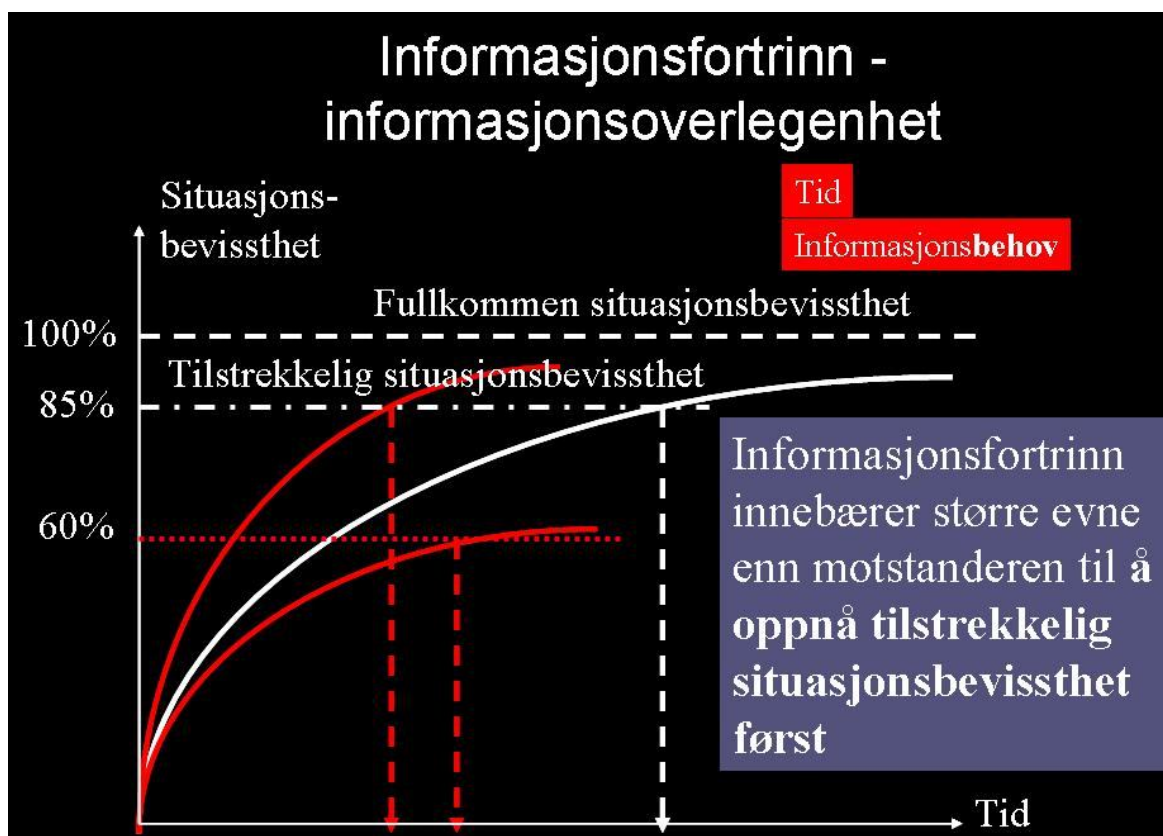 Informasjonsfortrinn -
informasjonsoverlegenhet
Situasjons-
bevissthet
Tid
Informasjonsbehov
Fullkommen situasjonsbevissthet
100%
Tilstrekkelig situasjonsbevissthet
85%
60%
Informasjonsfortrinn
innebærer større evne
enn motstanderen til å
oppnå tilstrekkelig
situasjonsbevissthet
først
Tid